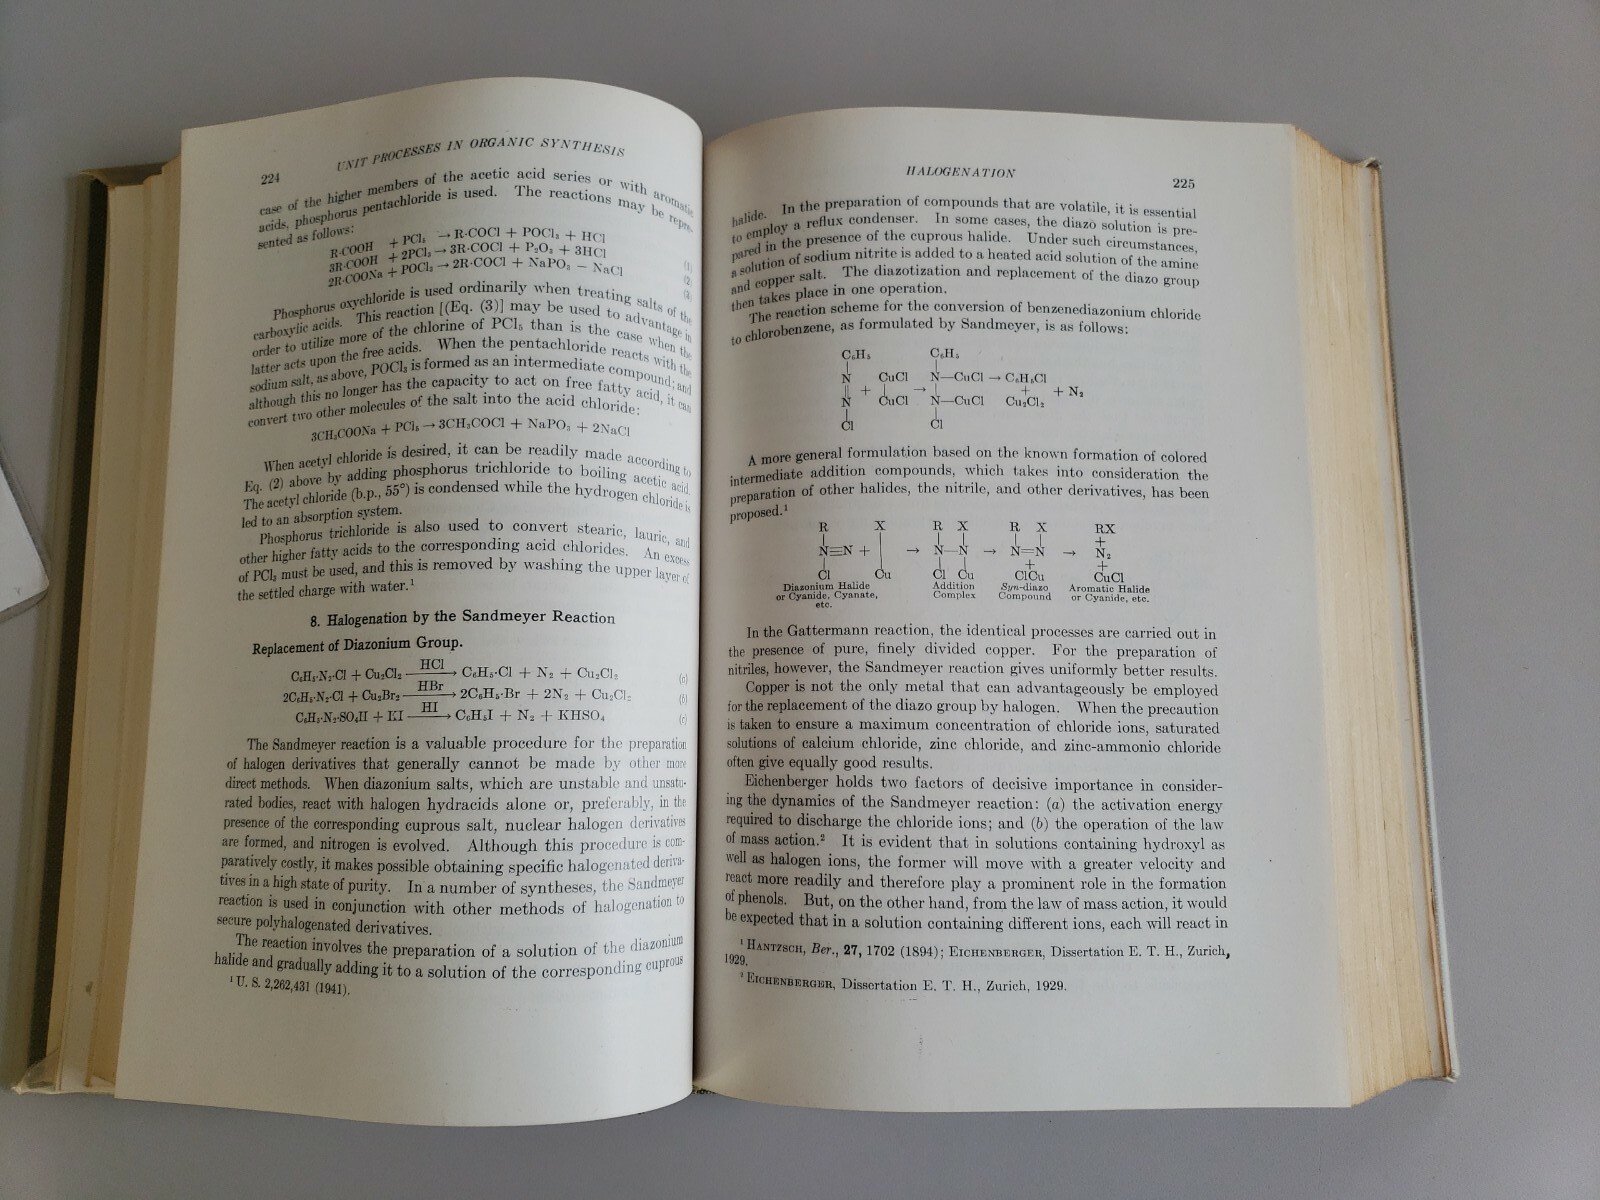 224
UNIT PROCESSES IN ORGANIC SYNTHESIS
case of the higher members of the acetic acid series or with aromatic
acids, phosphorus pentachloride is used. The reactions may be repre-
sented as follows:
R·COOH + PCl₅ → R·COCl + POCl₃ + HCl (1)
3R·COOH + 2PCl₃ → 3R·COCl + P₂O₃ + 3HCl (2)
2R·COONa + POCl₃ → 2R·COCl + NaPO₃ − NaCl (3)
Phosphorus oxychloride is used ordinarily when treating salts of the
carboxylic acids. This reaction [(Eq. (3)] may be used to advantage in
order to utilize more of the chlorine of PCl₅ than is the case when the
latter acts upon the free acids. When the pentachloride reacts with the
sodium salt, as above, POCl₃ is formed as an intermediate compound; and
although this no longer has the capacity to act on free fatty acid, it can
convert two other molecules of the salt into the acid chloride:
3CH₃COONa + PCl₅ → 3CH₃COCl + NaPO₃ + 2NaCl
When acetyl chloride is desired, it can be readily made according to
Eq. (2) above by adding phosphorus trichloride to boiling acetic acid.
The acetyl chloride (b.p., 55°) is condensed while the hydrogen chloride is
led to an absorption system.
Phosphorus trichloride is also used to convert stearic, lauric, and
other higher fatty acids to the corresponding acid chlorides. An excess
of PCl₃ must be used, and this is removed by washing the upper layer of
the settled charge with water.¹
8. Halogenation by the Sandmeyer Reaction
Replacement of Diazonium Group.
C₆H₅·N₂·Cl + Cu₂Cl₂ —HCl→ C₆H₅·Cl + N₂ + Cu₂Cl₂ (a)
2C₆H₅·N₂·Cl + Cu₂Br₂ —HBr→ 2C₆H₅·Br + 2N₂ + Cu₂Cl₂ (b)
C₆H₅·N₂·SO₄H + KI —HI→ C₆H₅I + N₂ + KHSO₄ (c)
The Sandmeyer reaction is a valuable procedure for the preparation
of halogen derivatives that generally cannot be made by other more
direct methods. When diazonium salts, which are unstable and unsatu-
rated bodies, react with halogen hydracids alone or, preferably, in the
presence of the corresponding cuprous salt, nuclear halogen derivatives
are formed, and nitrogen is evolved. Although this procedure is com-
paratively costly, it makes possible obtaining specific halogenated deriva-
tives in a high state of purity. In a number of syntheses, the Sandmeyer
reaction is used in conjunction with other methods of halogenation to
secure polyhalogenated derivatives.
The reaction involves the preparation of a solution of the diazonium
halide and gradually adding it to a solution of the corresponding cuprous
¹ U. S. 2,262,431 (1941).
HALOGENATION
225
halide. In the preparation of compounds that are volatile, it is essential
to employ a reflux condenser. In some cases, the diazo solution is pre-
pared in the presence of the cuprous halide. Under such circumstances,
a solution of sodium nitrite is added to a heated acid solution of the amine
and copper salt. The diazotization and replacement of the diazo group
then takes place in one operation.
The reaction scheme for the conversion of benzenediazonium chloride
to chlorobenzene, as formulated by Sandmeyer, is as follows:
C₆H₅ C₆H₅
N CuCl N—CuCl → C₆H₅Cl
+ → + + N₂
N CuCl N—CuCl Cu₂Cl₂
Cl Cl
A more general formulation based on the known formation of colored
intermediate addition compounds, which takes into consideration the
preparation of other halides, the nitrile, and other derivatives, has been
proposed.¹
R X R X R X RX
+
N≡N + → N—N → N=N → N₂
+ +
Cl Cu Cl Cu ClCu CuCl
Diazonium Halide Addition Syn-diazo Aromatic Halide
or Cyanide, Cyanate, Complex Compound or Cyanide, etc.
etc.
In the Gattermann reaction, the identical processes are carried out in
the presence of pure, finely divided copper. For the preparation of
nitriles, however, the Sandmeyer reaction gives uniformly better results.
Copper is not the only metal that can advantageously be employed
for the replacement of the diazo group by halogen. When the precaution
is taken to ensure a maximum concentration of chloride ions, saturated
solutions of calcium chloride, zinc chloride, and zinc-ammonio chloride
often give equally good results.
Eichenberger holds two factors of decisive importance in consider-
ing the dynamics of the Sandmeyer reaction: (a) the activation energy
required to discharge the chloride ions; and (b) the operation of the law
of mass action.² It is evident that in solutions containing hydroxyl as
well as halogen ions, the former will move with a greater velocity and
react more readily and therefore play a prominent role in the formation
of phenols. But, on the other hand, from the law of mass action, it would
be expected that in a solution containing different ions, each will react in
¹ HANTZSCH, Ber., 27, 1702 (1894); EICHENBERGER, Dissertation E. T. H., Zurich,
1929.
² EICHENBERGER, Dissertation E. T. H., Zurich, 1929.